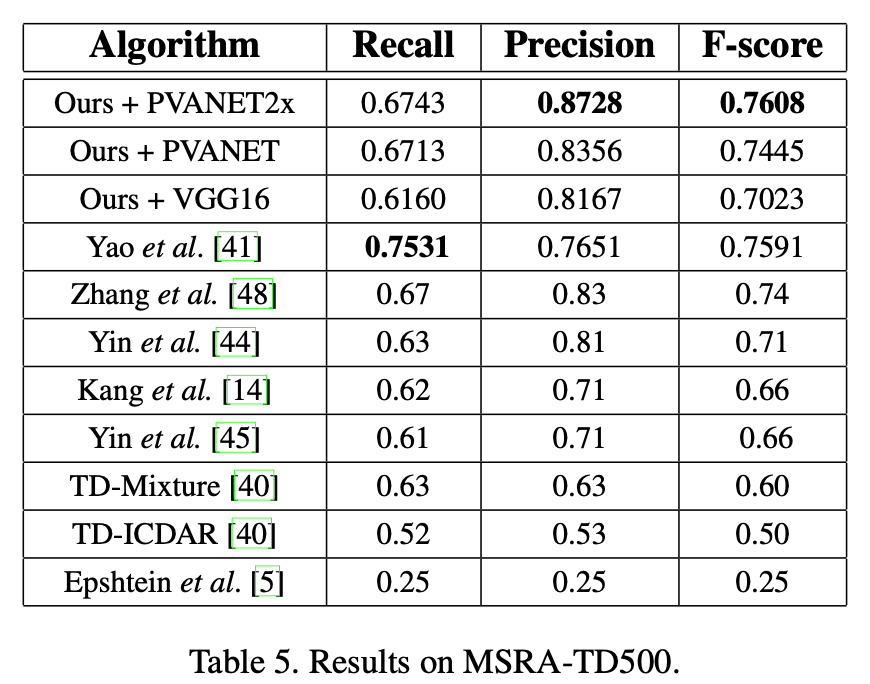 Algorithm Recall Precision F-score
Ours + PVANET2x 0.6743 0.8728 0.7608
Ours + PVANET 0.6713 0.8356 0.7445
Ours + VGG16 0.6160 0.8167 0.7023
Yao et al. [41] 0.7531 0.7651 0.7591
Zhang et al. [48] 0.67 0.83 0.74
Yin et al. [44] 0.63 0.81 0.71
Kang et al. [14] 0.62 0.71 0.66
Yin et al. [45] 0.61 0.71 0.66
TD-Mixture [40] 0.63 0.63 0.60
TD-ICDAR [40] 0.52 0.53 0.50
Epshtein et al. [5] 0.25 0.25 0.25
Table 5. Results on MSRA-TD500.